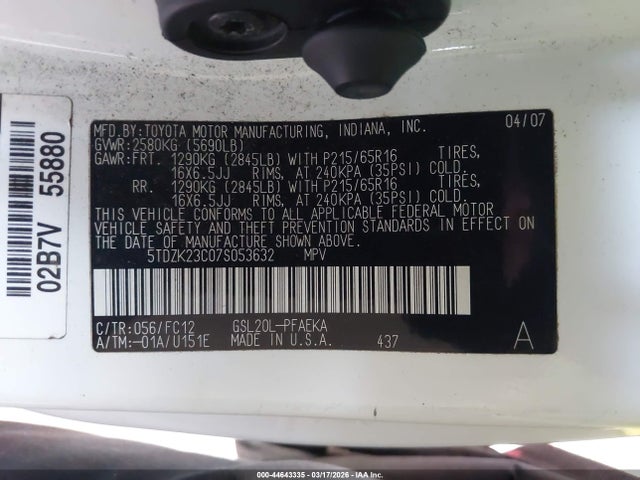 MFD.BY:TOYOTA MOTOR MANUFACTURING, INDIANA, INC. 04/07
GVWR:2580KG (5690LB)
GAWR:FRT. 1290KG (2845LB) WITH P215/65R16 TIRES,
16X6.5JJ RIMS, AT 240KPA (35PSI) COLD.
RR. 1290KG (2845LB) WITH P215/65R16 TIRES,
16X6.5JJ RIMS, AT 240KPA (35PSI) COLD.
THIS VEHICLE CONFORMS TO ALL APPLICABLE FEDERAL MOTOR
VEHICLE SAFETY AND THEFT PREVENTION STANDARDS IN EFFECT ON
THE DATE OF MANUFACTURE SHOWN ABOVE.
5TDZK23C07S053632 MPV
C/TR:056/FC12 GSL20L-PFAEKA
A/TM:-01A/U151E MADE IN U.S.A. 437 A
02B7V 55880
000-44643335 | 03/17/2026 | IAA Inc.